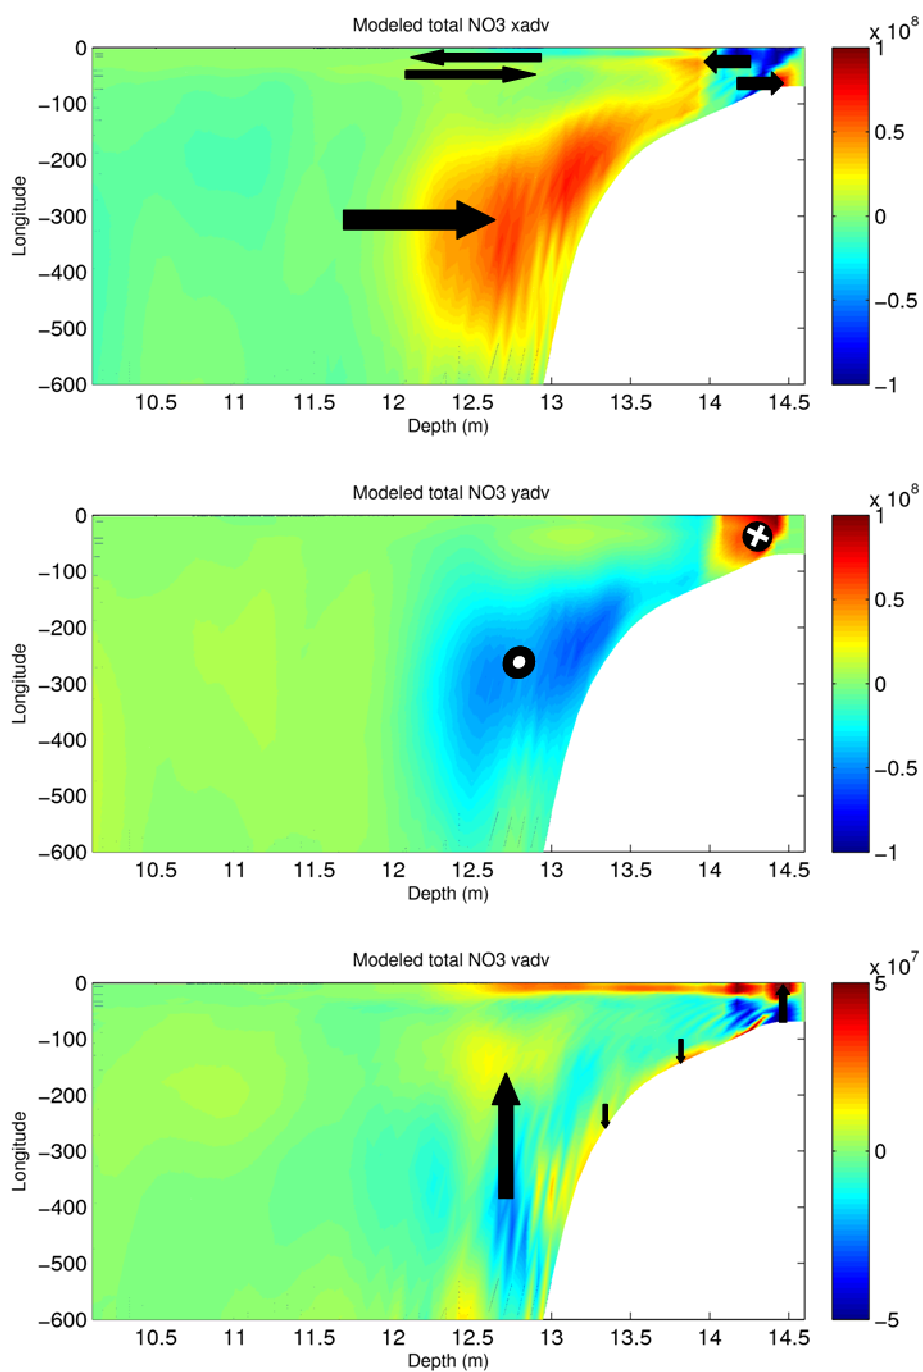 Modeled total NO3 xadv
x 10^8
0
−100
−200
−300
−400
−500
−600
Longitude
10.5 11 11.5 12 12.5 13 13.5 14 14.5
Depth (m)
1
0.5
0
−0.5
−1
Modeled total NO3 yadv
x 10^8
0
−100
−200
−300
−400
−500
−600
Longitude
10.5 11 11.5 12 12.5 13 13.5 14 14.5
Depth (m)
1
0.5
0
−0.5
−1
Modeled total NO3 vadv
x 10^7
0
−100
−200
−300
−400
−500
−600
Longitude
10.5 11 11.5 12 12.5 13 13.5 14 14.5
Depth (m)
5
0
−5